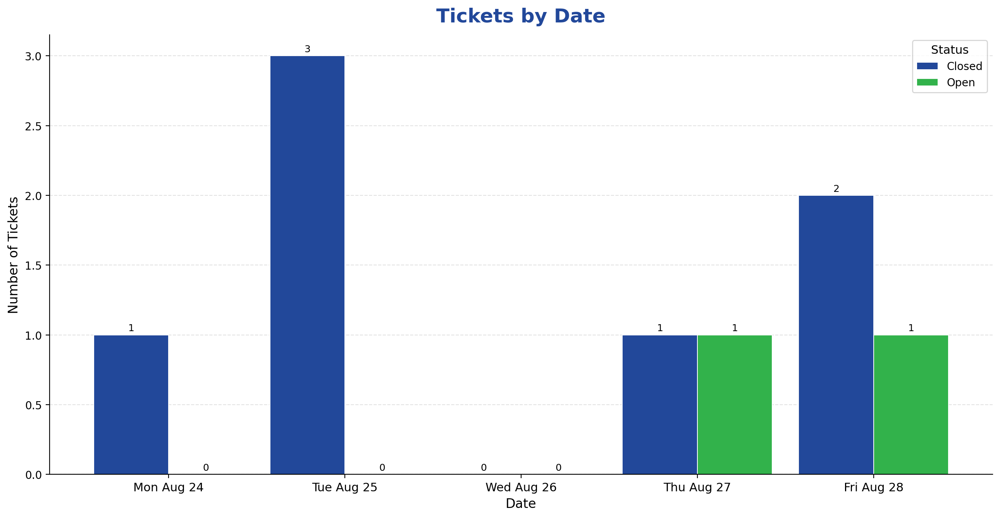 Tickets by Date
Number of Tickets
3.0
2.5
2.0
1.5
1.0
0.5
0.0
Status
Closed
Open
1
0
3
0
0
0
1
1
2
1
Mon Aug 24
Tue Aug 25
Wed Aug 26
Thu Aug 27
Fri Aug 28
Date